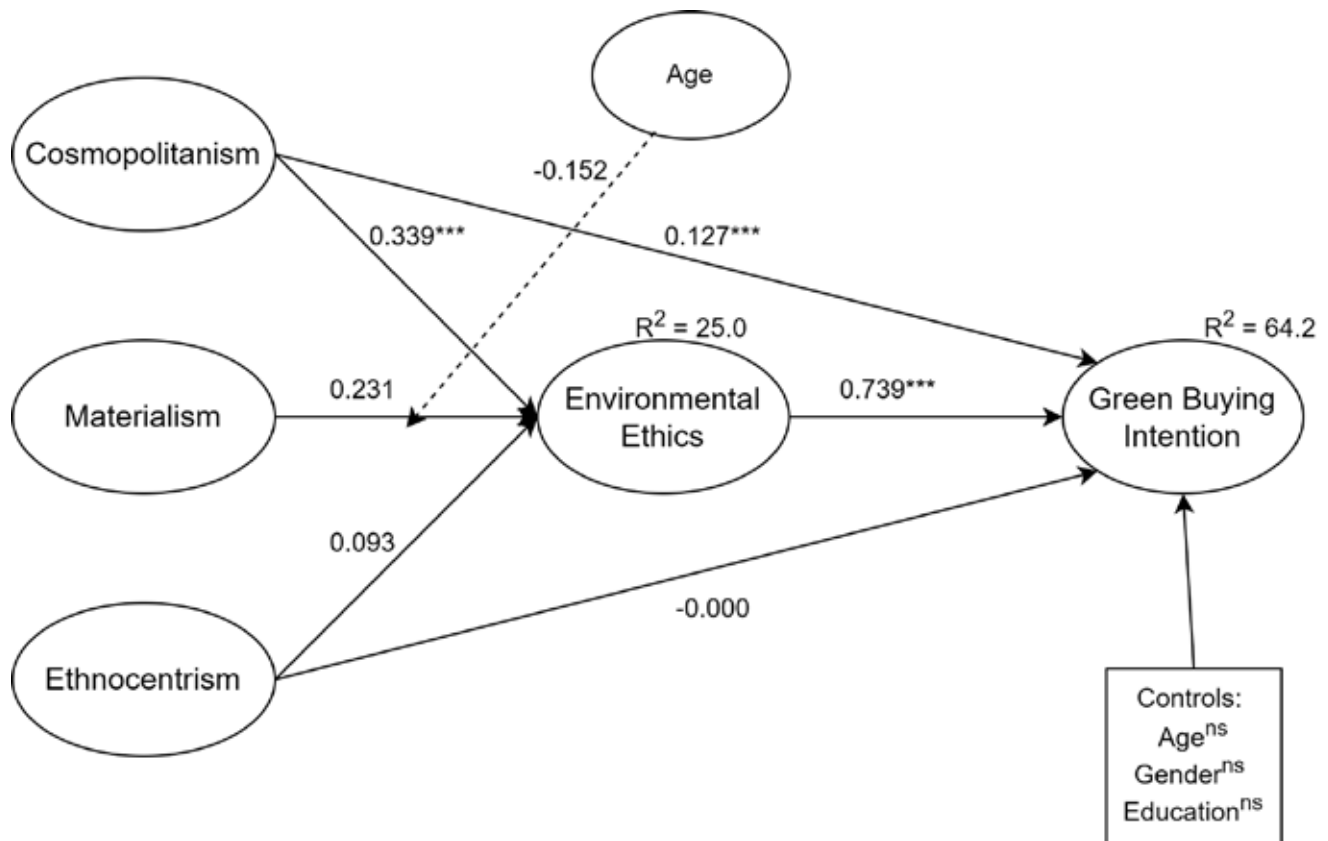 Age
Cosmopolitanism
-0.152
0.339***
0.127***
R² = 25.0
R² = 64.2
Materialism
0.231
Environmental
Ethics
0.739***
Green Buying
Intention
0.093
-0.000
Ethnocentrism
Controls:
Ageⁿˢ
Genderⁿˢ
Educationⁿˢ